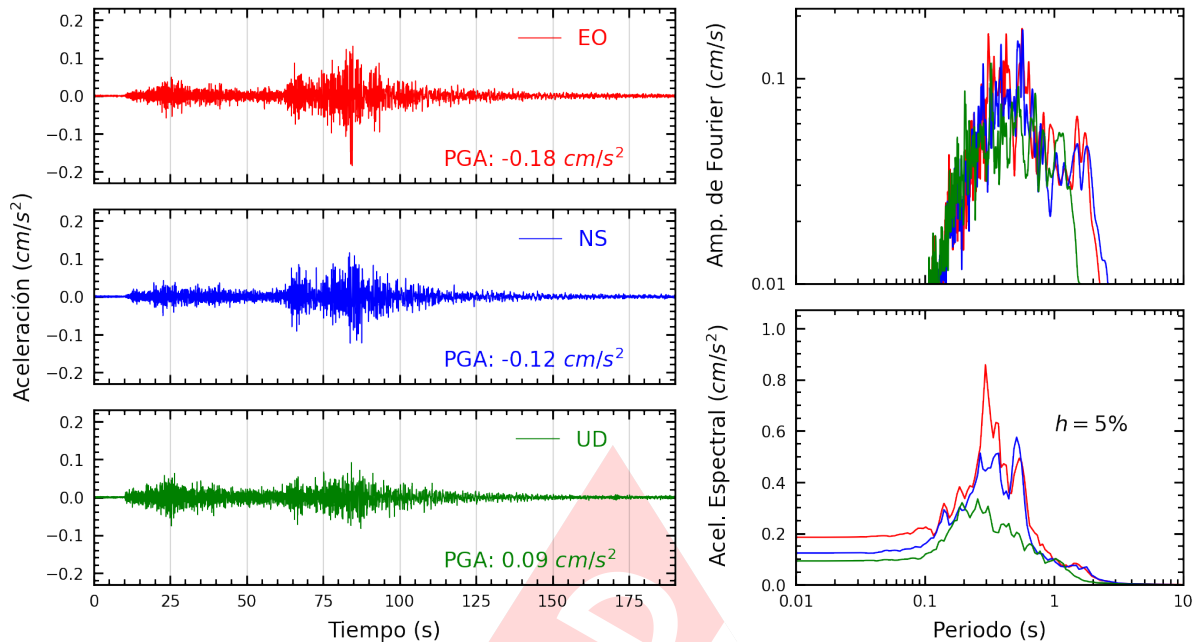 Aceleración (cm/s²)
0.2
0.1
0.0
−0.1
−0.2
EO
PGA: -0.18 cm/s²
0.2
0.1
0.0
−0.1
−0.2
NS
PGA: -0.12 cm/s²
0.2
0.1
0.0
−0.1
−0.2
UD
PGA: 0.09 cm/s²
0 25 50 75 100 125 150 175
Tiempo (s)
Amp. de Fourier (cm/s)
0.1
0.01
Acel. Espectral (cm/s²)
1.0
0.8
0.6
0.4
0.2
0.0
h = 5%
0.01 0.1 1 10
Periodo (s)